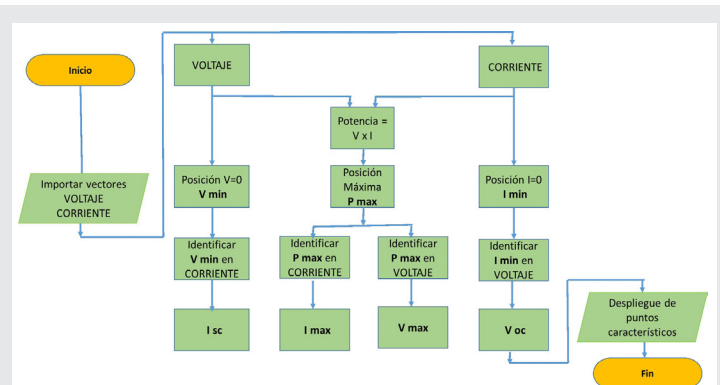 Inicio
VOLTAJE
CORRIENTE
Potencia =
V x I
Importar vectores
VOLTAJE
CORRIENTE
Posición V=0
V min
Posición
Máxima
P max
Posición I=0
I min
Identificar
V min en
CORRIENTE
Identificar
P max en
CORRIENTE
Identificar
P max en
VOLTAJE
Identificar
I min en
VOLTAJE
I sc
I max
V max
V oc
Despliegue de
puntos
característicos
Fin